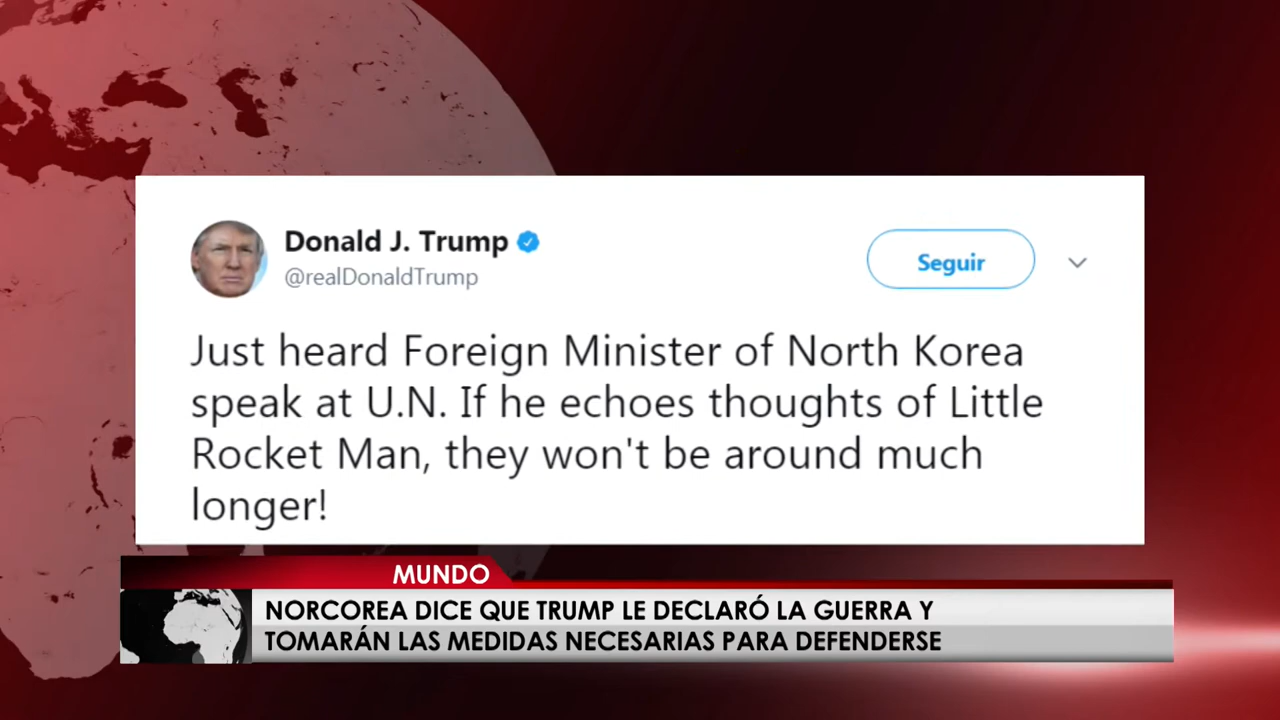 Donald J. Trump
@realDonaldTrump
Seguir
Just heard Foreign Minister of North Korea
speak at U.N. If he echoes thoughts of Little
Rocket Man, they won't be around much
longer!
MUNDO
NORCOREA DICE QUE TRUMP LE DECLARÓ LA GUERRA Y
TOMARÁN LAS MEDIDAS NECESARIAS PARA DEFENDERSE